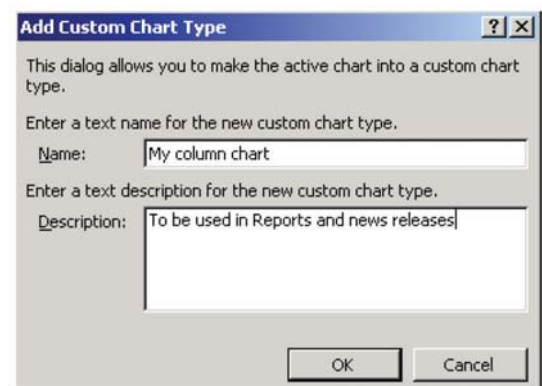 Add Custom Chart Type
This dialog allows you to make the active chart into a custom chart
type.
Enter a text name for the new custom chart type.
Name: My column chart
Enter a text description for the new custom chart type.
Description: To be used in Reports and news releases
OK Cancel